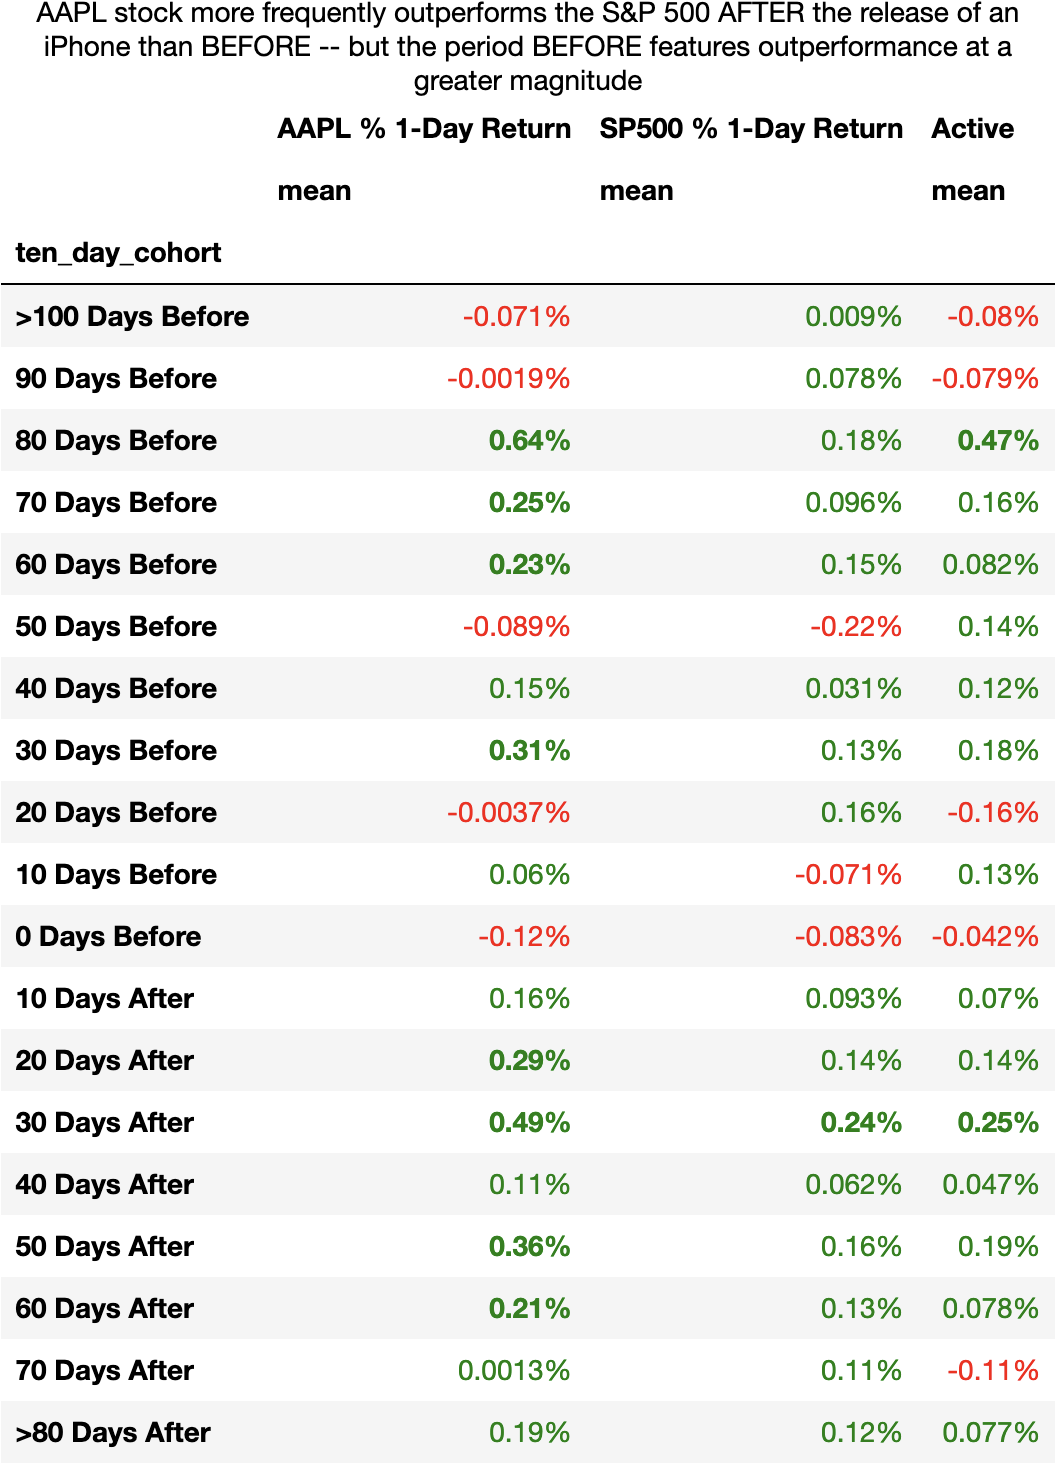 AAPL stock more frequently outperforms the S&P 500 AFTER the release of an
iPhone than BEFORE -- but the period BEFORE features outperformance at a
greater magnitude
AAPL % 1-Day Return SP500 % 1-Day Return Active
mean mean mean
ten_day_cohort
>100 Days Before -0.071% 0.009% -0.08%
90 Days Before -0.0019% 0.078% -0.079%
80 Days Before 0.64% 0.18% 0.47%
70 Days Before 0.25% 0.096% 0.16%
60 Days Before 0.23% 0.15% 0.082%
50 Days Before -0.089% -0.22% 0.14%
40 Days Before 0.15% 0.031% 0.12%
30 Days Before 0.31% 0.13% 0.18%
20 Days Before -0.0037% 0.16% -0.16%
10 Days Before 0.06% -0.071% 0.13%
0 Days Before -0.12% -0.083% -0.042%
10 Days After 0.16% 0.093% 0.07%
20 Days After 0.29% 0.14% 0.14%
30 Days After 0.49% 0.24% 0.25%
40 Days After 0.11% 0.062% 0.047%
50 Days After 0.36% 0.16% 0.19%
60 Days After 0.21% 0.13% 0.078%
70 Days After 0.0013% 0.11% -0.11%
>80 Days After 0.19% 0.12% 0.077%